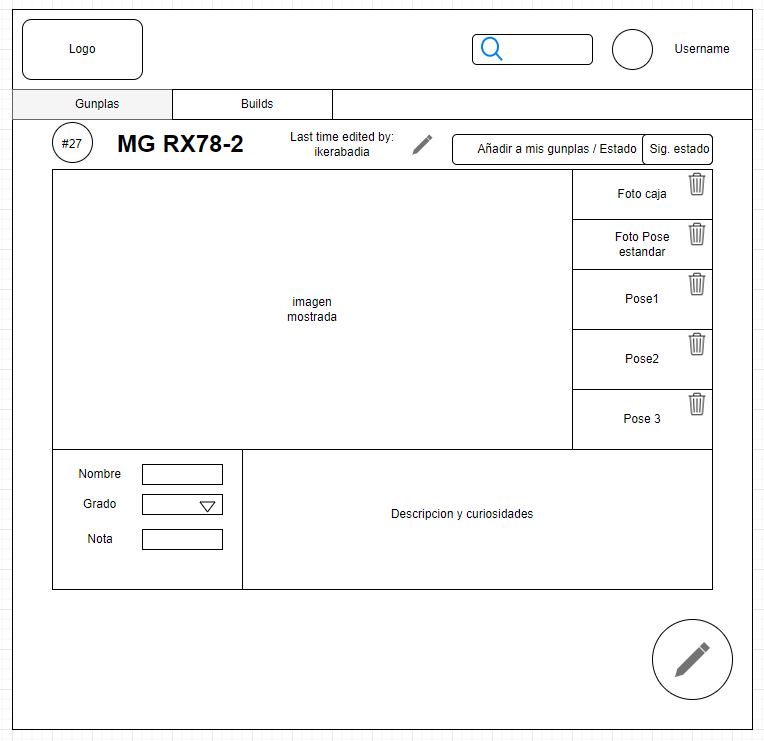 Logo
Username
Gunplas
Builds
#27
MG RX78-2
Last time edited by:
ikerabadia
Añadir a mis gunplas / Estado
Sig. estado
imagen
mostrada
Foto caja
Foto Pose
estandar
Pose1
Pose2
Pose 3
Nombre
Grado
Nota
Descripcion y curiosidades